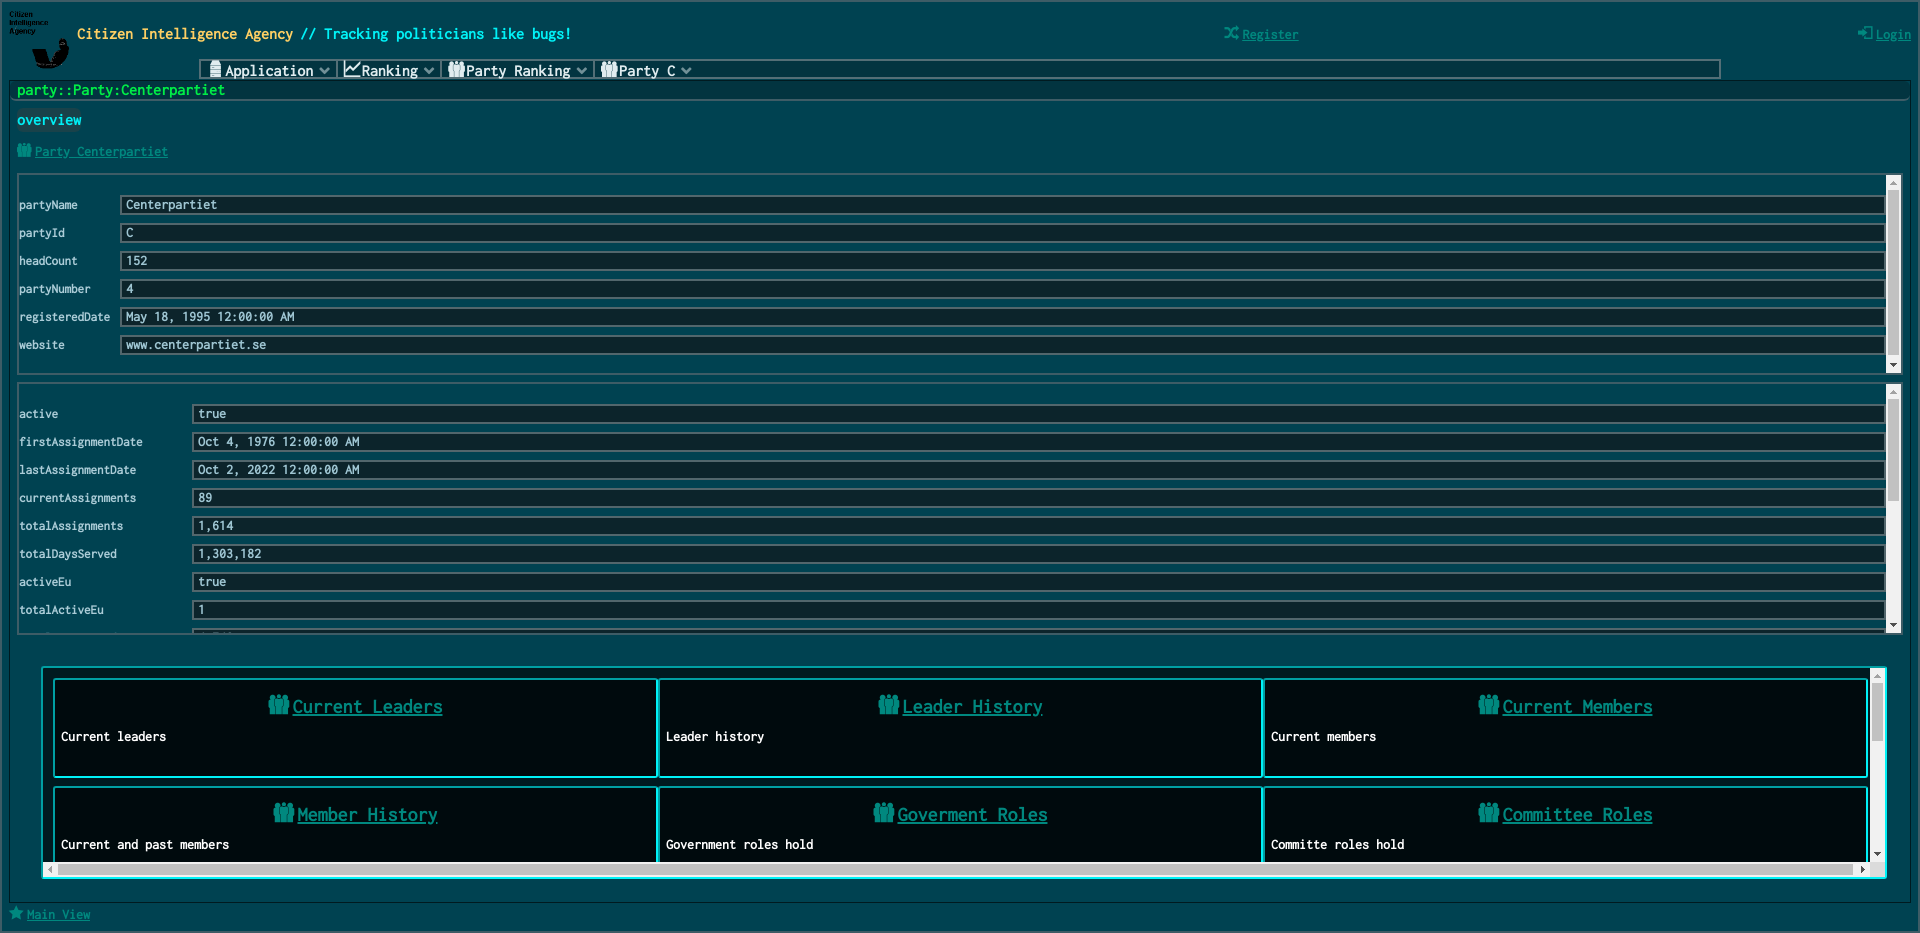 Citizen
Intelligence
Agency
Citizen Intelligence Agency // Tracking politicians like bugs!
Register
Login
Application
Ranking
Party Ranking
Party C
party::Party:Centerpartiet
overview
Party Centerpartiet
partyName Centerpartiet
partyId C
headCount 152
partyNumber 4
registeredDate May 18, 1995 12:00:00 AM
website www.centerpartiet.se
active true
firstAssignmentDate Oct 4, 1976 12:00:00 AM
lastAssignmentDate Oct 2, 2022 12:00:00 AM
currentAssignments 89
totalAssignments 1,614
totalDaysServed 1,303,182
activeEu true
totalActiveEu 1
Current Leaders
Current leaders
Leader History
Leader history
Current Members
Current members
Member History
Current and past members
Goverment Roles
Government roles hold
Committee Roles
Committe roles hold
Main View